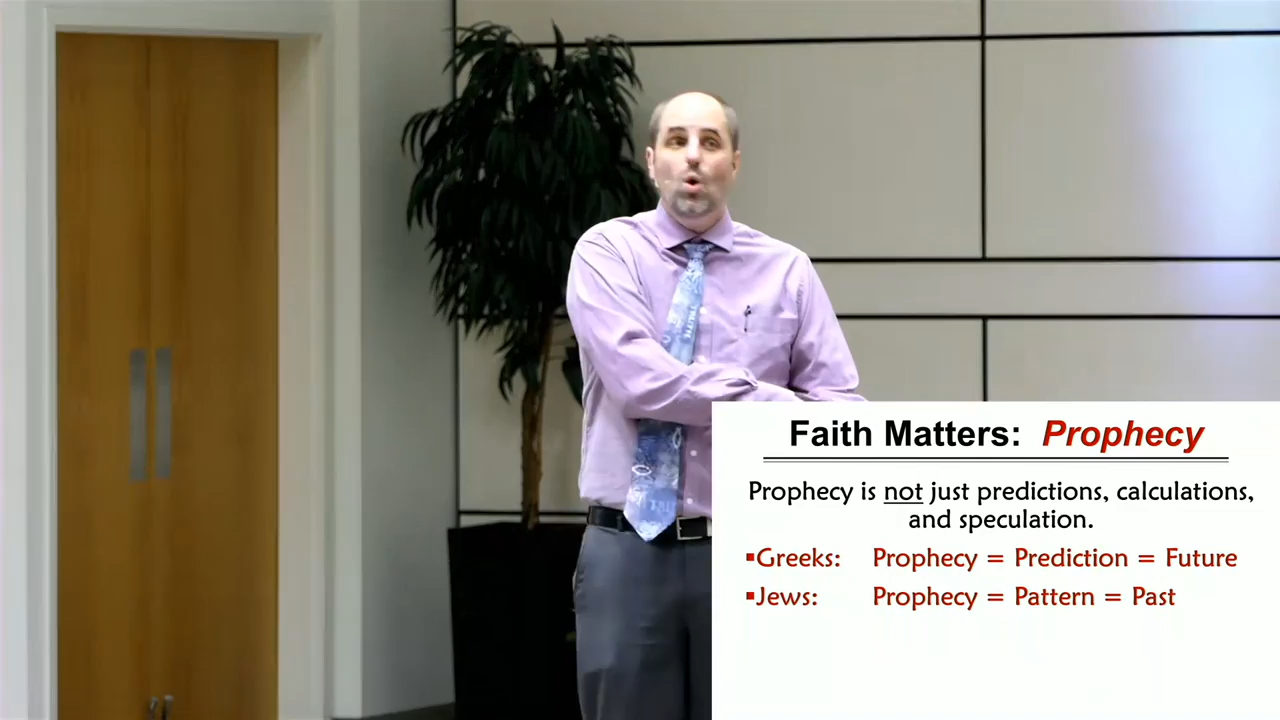 Faith Matters: Prophecy
Prophecy is not just predictions, calculations,
and speculation.
▪Greeks: Prophecy = Prediction = Future
▪Jews: Prophecy = Pattern = Past